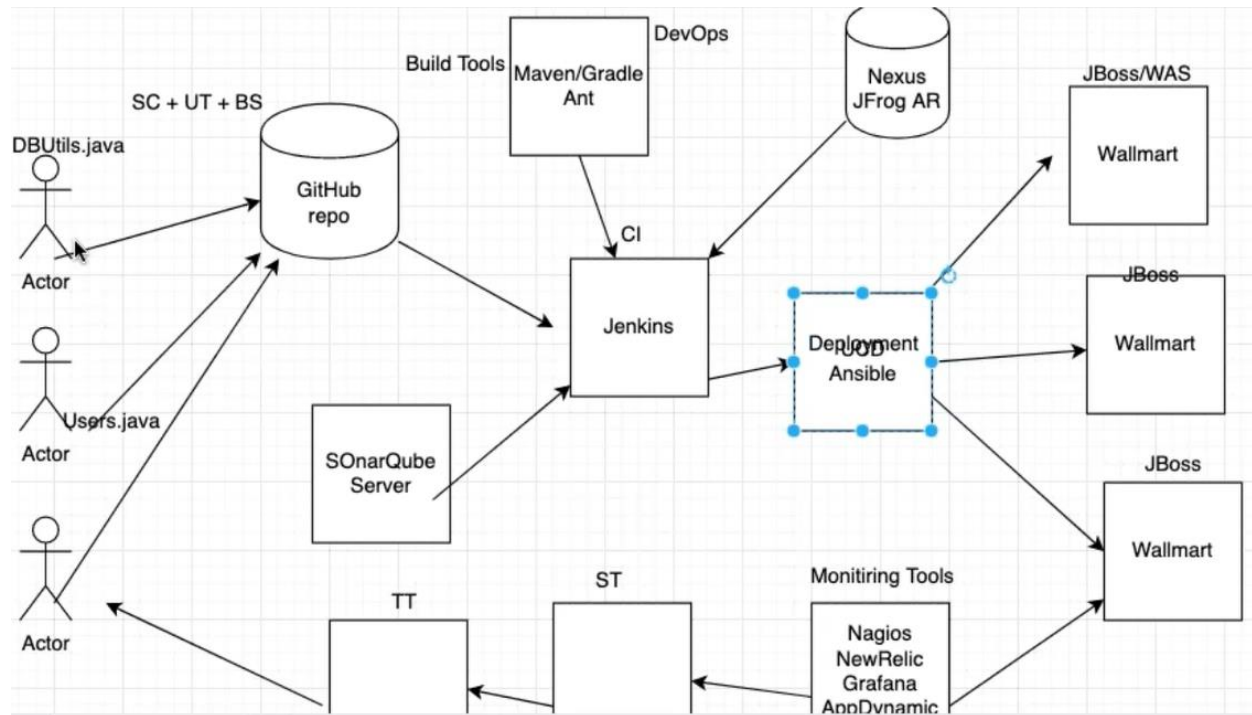 DevOps
Build Tools
Maven/Gradle
Ant
Nexus
JFrog AR
JBoss/WAS
Wallmart
SC + UT + BS
DBUtils.java
GitHub
repo
Actor
CI
Jenkins
JBoss
Wallmart
Deployment
UCD
Ansible
Users.java
Actor
SOnarQube
Server
JBoss
Wallmart
Monitiring Tools
ST
TT
Actor
Nagios
NewRelic
Grafana
AppDynamic